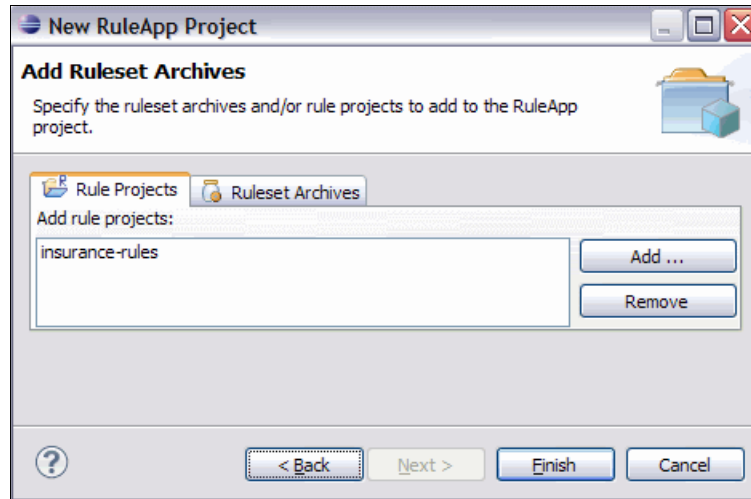 New RuleApp Project
Add Ruleset Archives
Specify the ruleset archives and/or rule projects to add to the RuleApp
project.
Rule Projects
Ruleset Archives
Add rule projects:
insurance-rules
Add ...
Remove
< Back
Next >
Finish
Cancel